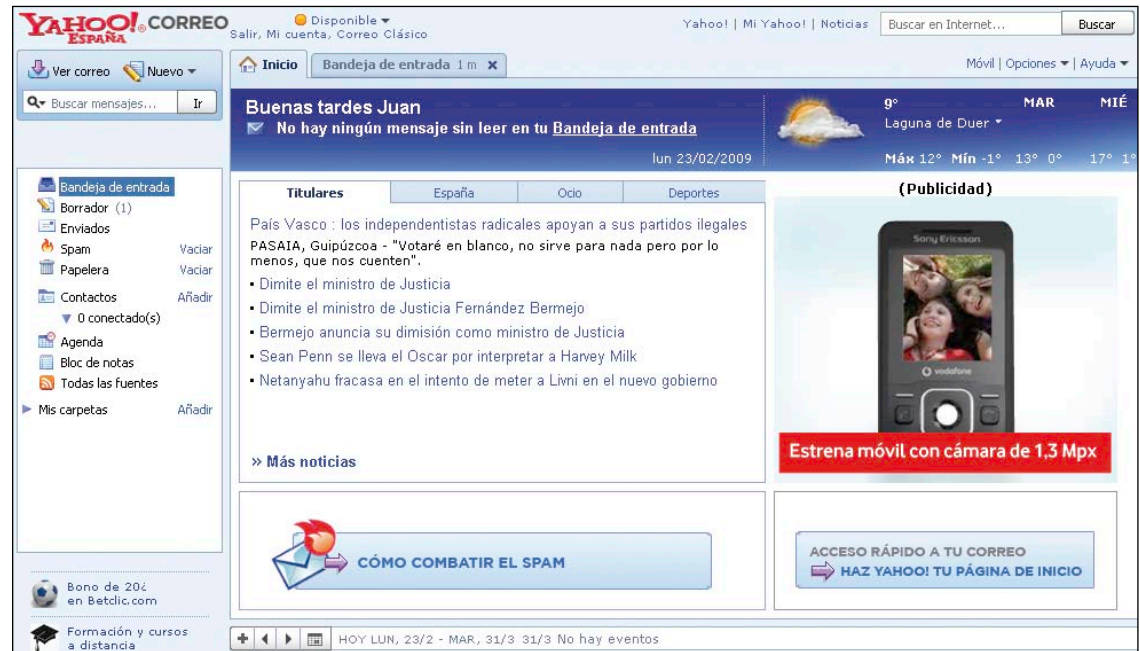 YAHOO! CORREO
ESPAÑA
Disponible
Salir, Mi cuenta, Correo Clásico
Yahoo! | Mi Yahoo! | Noticias
Buscar en Internet...
Buscar
Ver correo
Nuevo
Inicio
Bandeja de entrada 1 m x
Móvil | Opciones | Ayuda
Buscar mensajes...
Ir
Buenas tardes Juan
No hay ningún mensaje sin leer en tu Bandeja de entrada
lun 23/02/2009
9° MAR MIÉ
Laguna de Duer
Máx 12° Mín -1° 13° 0° 17° 1°
Bandeja de entrada
Borrador (1)
Enviados
Spam Vaciar
Papelera Vaciar
Contactos Añadir
0 conectado(s)
Agenda
Bloc de notas
Todas las fuentes
Mis carpetas Añadir
Titulares España Ocio Deportes
País Vasco : los independentistas radicales apoyan a sus partidos ilegales
PASAIA, Guipúzcoa - "Votaré en blanco, no sirve para nada pero por lo
menos, que nos cuenten".
▪ Dimite el ministro de Justicia
▪ Dimite el ministro de Justicia Fernández Bermejo
▪ Bermejo anuncia su dimisión como ministro de Justicia
▪ Sean Penn se lleva el Oscar por interpretar a Harvey Milk
▪ Netanyahu fracasa en el intento de meter a Livni en el nuevo gobierno
» Más noticias
(Publicidad)
Sony Ericsson
vodafone
Estrena móvil con cámara de 1,3 Mpx
CÓMO COMBATIR EL SPAM
ACCESO RÁPIDO A TU CORREO
HAZ YAHOO! TU PÁGINA DE INICIO
Bono de 20¿
en Betclic.com
Formación y cursos
a distancia
HOY LUN, 23/2 - MAR, 31/3 31/3 No hay eventos